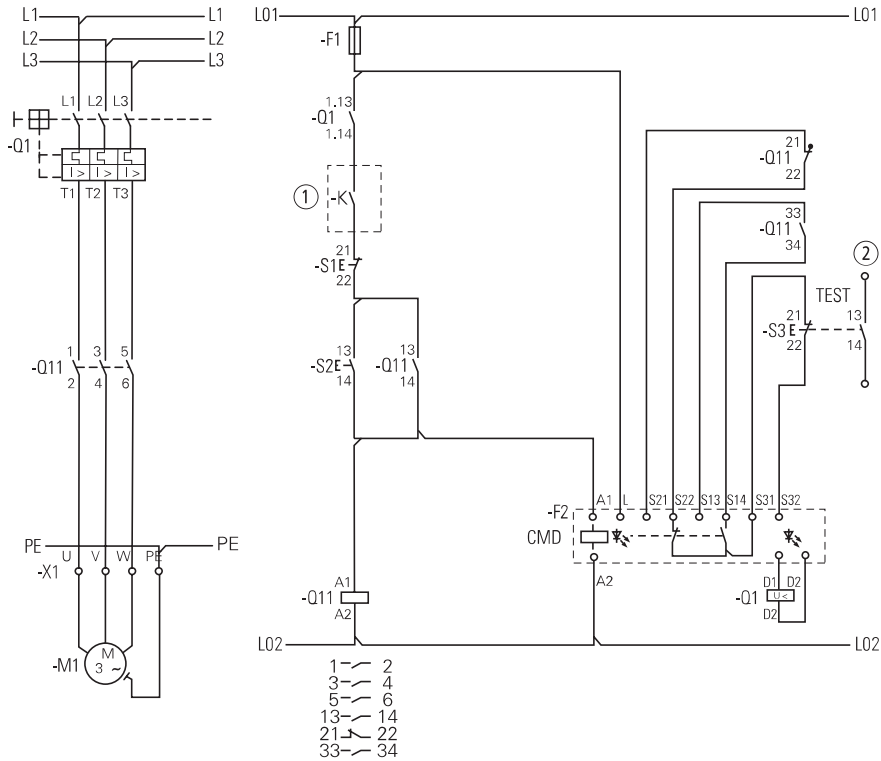 L1 L1
L2 L2
L3 L3
L1 L2 L3
-Q1
I > I > I >
T1 T2 T3
1 3 5
-Q11
2 4 6
PE PE
U V W PE
-X1
-M1
M
3 ~
L01 L01
-F1
1.13
-Q1
1.14
1
-K
21
-S1E
22
13
-S2E
14
13
-Q11
14
A1
-Q11
A2
L02 L02
1 2
3 4
5 6
13 14
21 22
33 34
21
-Q11
22
33
-Q11
34
2
TEST
21
-S3 E
22
13
14
-F2
A1 L S21 S22 S13 S14 S31 S32
CMD
A2
D1 D2
-Q1
U <
D2